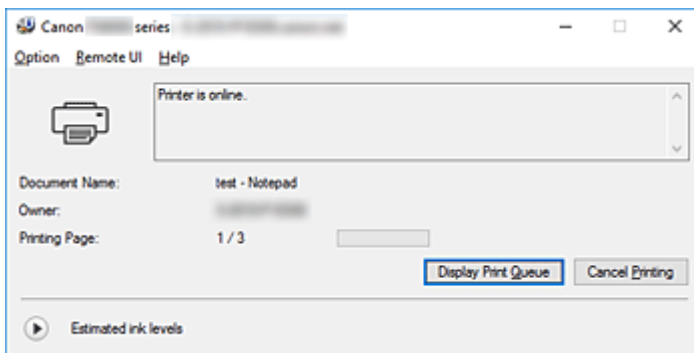 Canon series
Option Remote UI Help
Printer is online.
Document Name: test - Notepad
Owner:
Printing Page: 1 / 3
Display Print Queue Cancel Printing
Estimated ink levels